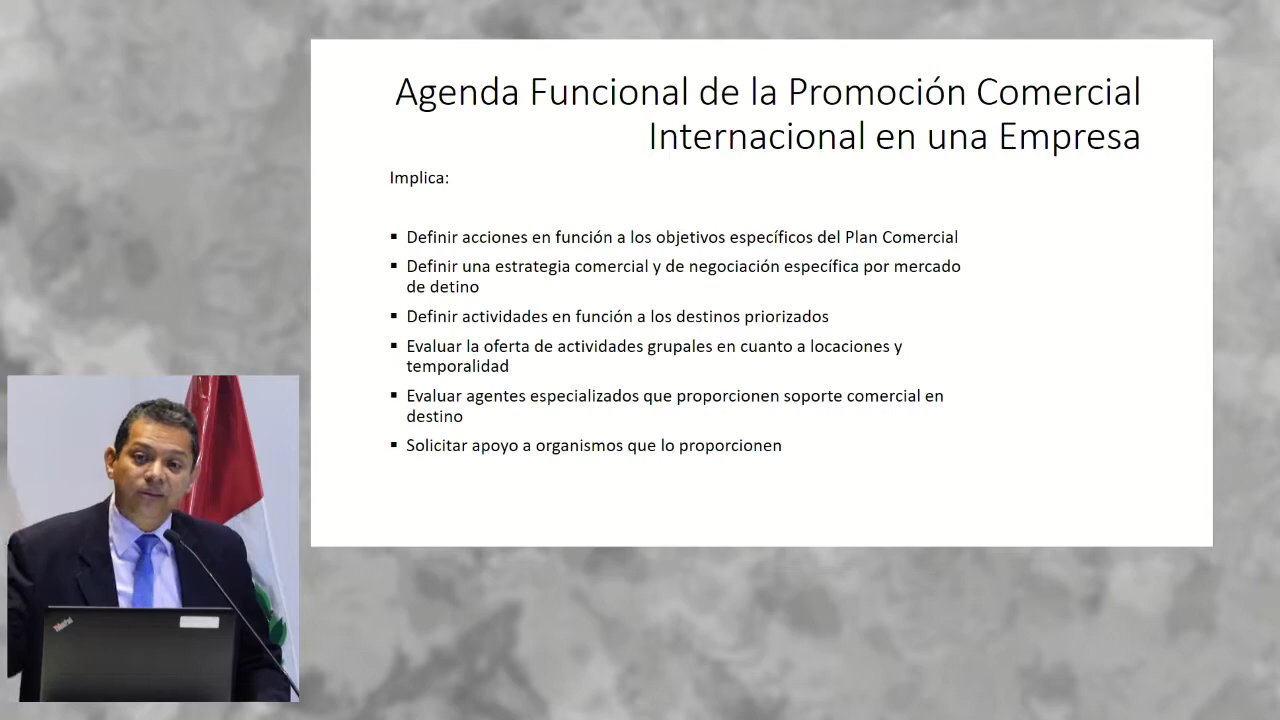 Agenda Funcional de la Promoción Comercial
Internacional en una Empresa
Implica:
▪ Definir acciones en función a los objetivos específicos del Plan Comercial
▪ Definir una estrategia comercial y de negociación específica por mercado
de detino
▪ Definir actividades en función a los destinos priorizados
▪ Evaluar la oferta de actividades grupales en cuanto a locaciones y
temporalidad
▪ Evaluar agentes especializados que proporcionen soporte comercial en
destino
▪ Solicitar apoyo a organismos que lo proporcionen